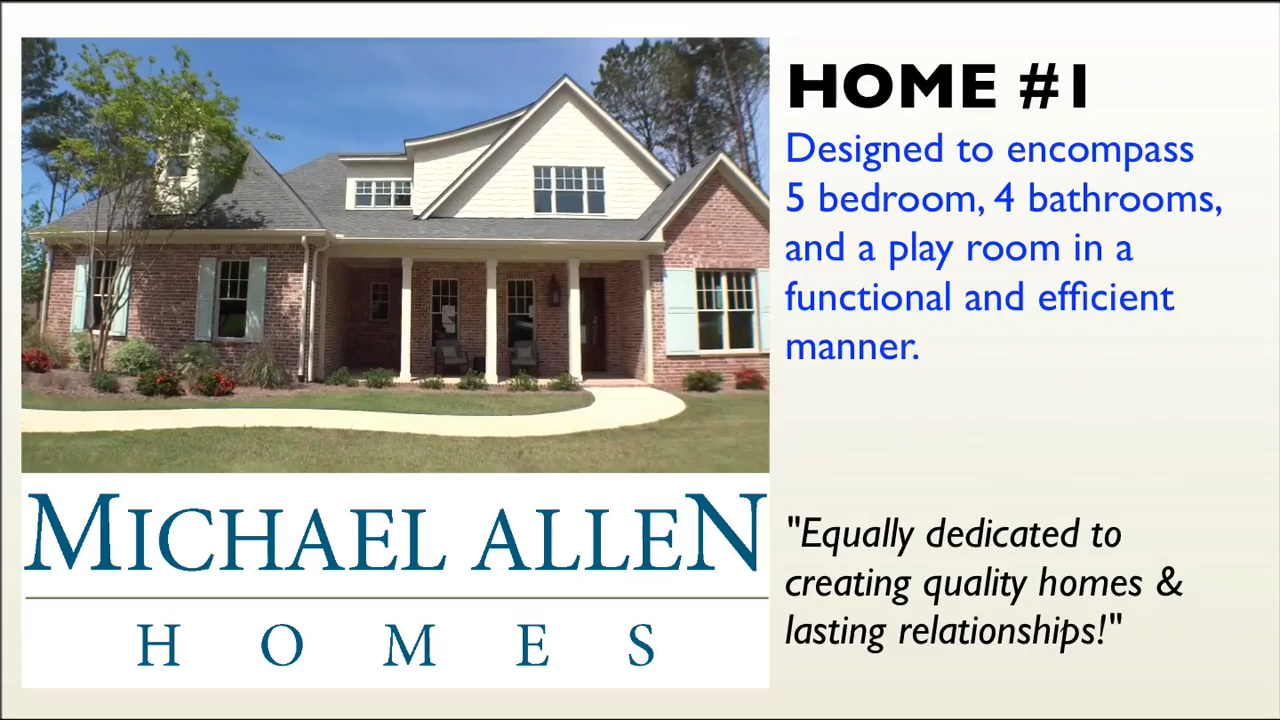 HOME #1
Designed to encompass
5 bedroom, 4 bathrooms,
and a play room in a
functional and efficient
manner.
MICHAEL ALLEN
HOMES
"Equally dedicated to
creating quality homes &
lasting relationships!"